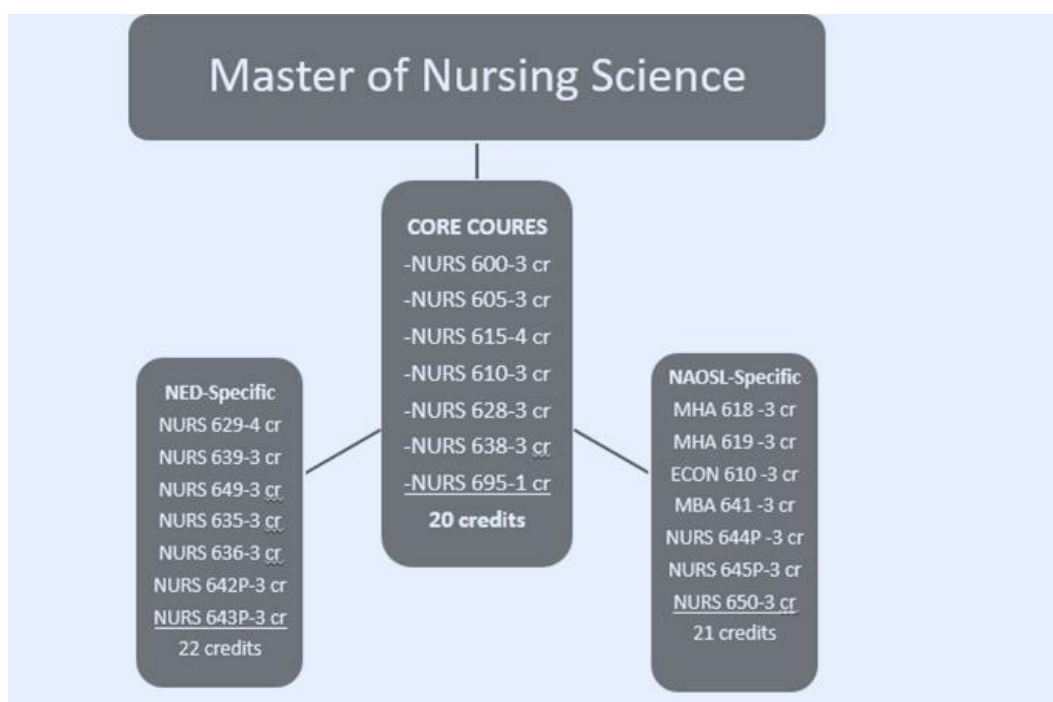 Master of Nursing Science
CORE COURES
-NURS 600-3 cr
-NURS 605-3 cr
-NURS 615-4 cr
-NURS 610-3 cr
-NURS 628-3 cr
-NURS 638-3 cr
-NURS 695-1 cr
20 credits
NED-Specific
NURS 629-4 cr
NURS 639-3 cr
NURS 649-3 cr
NURS 635-3 cr
NURS 636-3 cr
NURS 642P-3 cr
NURS 643P-3 cr
22 credits
NAOSL-Specific
MHA 618 -3 cr
MHA 619 -3 cr
ECON 610 -3 cr
MBA 641 -3 cr
NURS 644P -3 cr
NURS 645P-3 cr
NURS 650-3 cr
21 credits